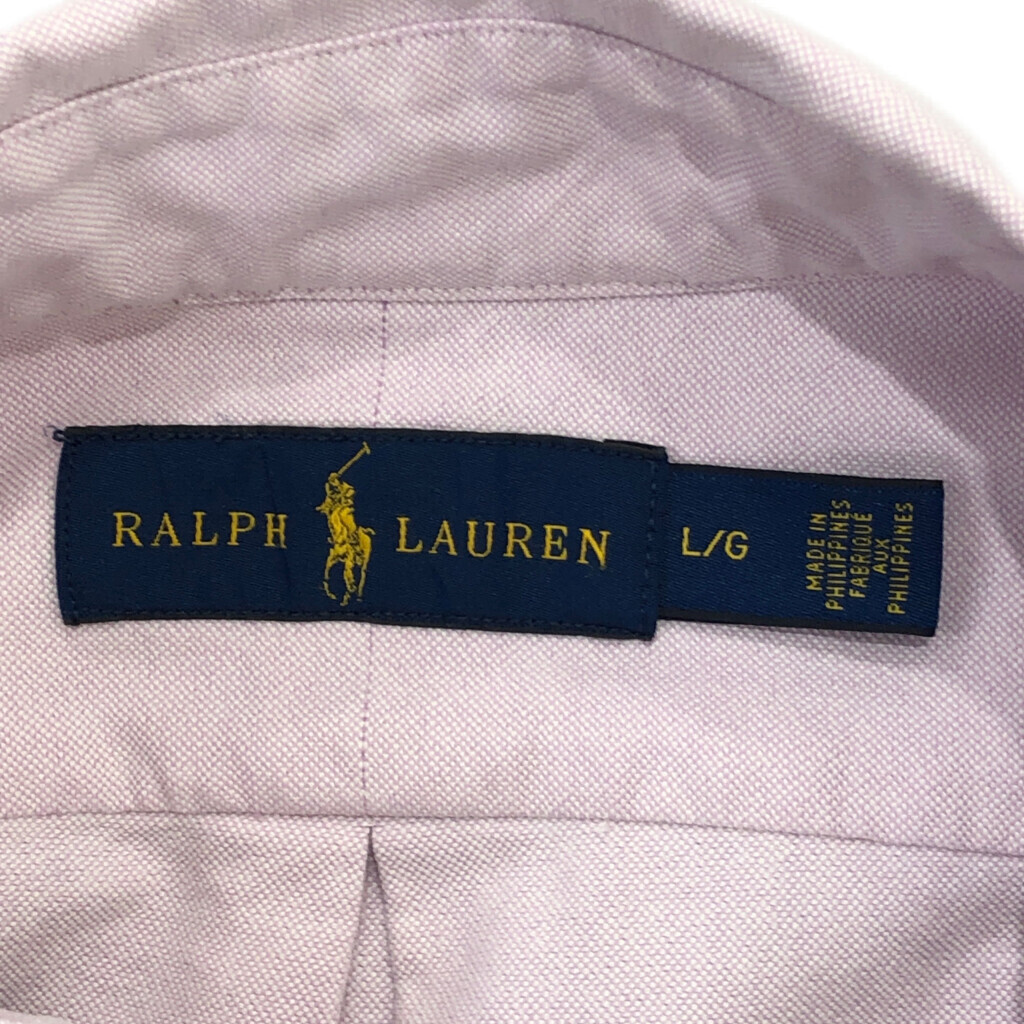 RALPH LAUREN
L/G
MADE IN
PHILIPPINES
FABRIQUÉ
AUX
PHILIPPINES